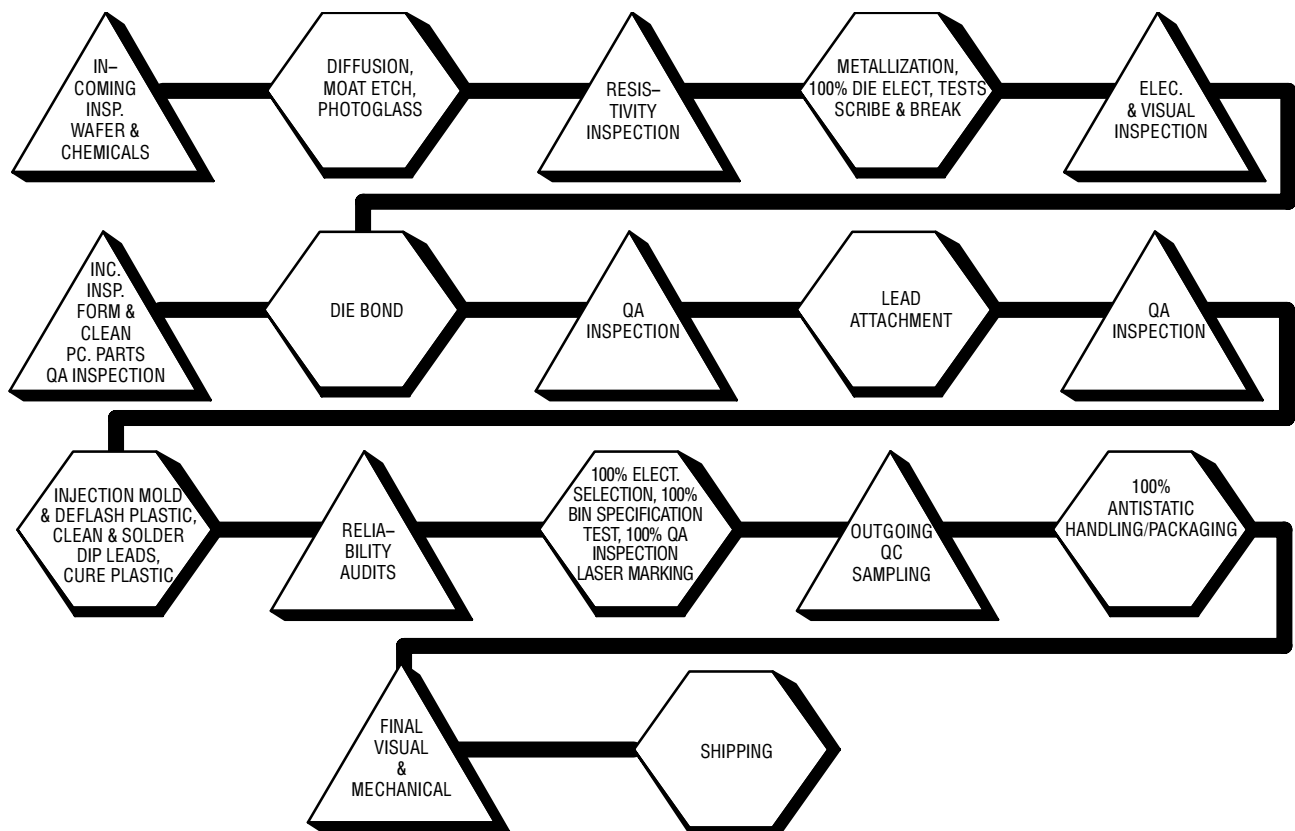 IN–
COMING
INSP.
WAFER &
CHEMICALS
DIFFUSION,
MOAT ETCH,
PHOTOGLASS
RESIS–
TIVITY
INSPECTION
METALLIZATION,
100% DIE ELECT, TESTS
SCRIBE & BREAK
ELEC.
& VISUAL
INSPECTION
INC.
INSP.
FORM &
CLEAN
PC. PARTS
QA INSPECTION
DIE BOND
QA
INSPECTION
LEAD
ATTACHMENT
QA
INSPECTION
INJECTION MOLD
& DEFLASH PLASTIC,
CLEAN & SOLDER
DIP LEADS,
CURE PLASTIC
RELIA–
BILITY
AUDITS
100% ELECT.
SELECTION, 100%
BIN SPECIFICATION
TEST, 100% QA
INSPECTION
LASER MARKING
OUTGOING
QC
SAMPLING
100%
ANTISTATIC
HANDLING/PACKAGING
FINAL
VISUAL
&
MECHANICAL
SHIPPING